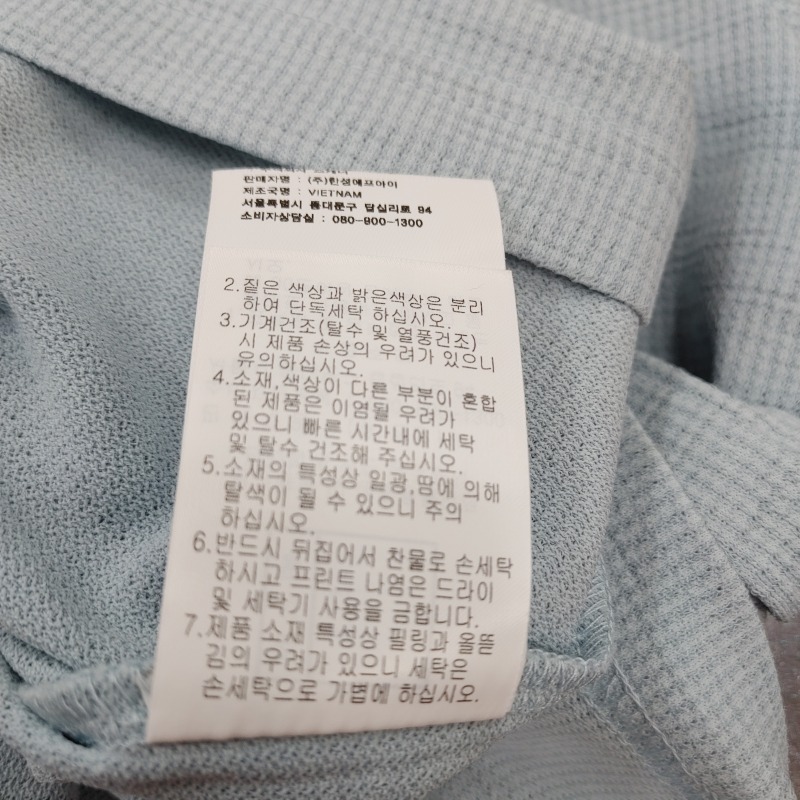 판매자명 : (주)한성에프아이
제조국명 : VIETNAM
서울특별시 동대문구 답십리로 94
소비자상담실 : 080-900-1300
2.짙은 색상과 밝은색상은 분리
하여 단독세탁 하십시오.
3.기계건조(탈수 및 열풍건조)
시 제품 손상의 우려가 있으니
유의하십시오.
4.소재,색상이 다른 부분이 혼합
된 제품은 이염될 우려가
있으니 빠른 시간내에 세탁
및 탈수 건조해 주십시오.
5.소재의 특성상 일광,땀에 의해
탈색이 될 수 있으니 주의
하십시오.
6.반드시 뒤집어서 찬물로 손세탁
하시고 프린트 나염은 드라이
및 세탁기 사용을 금합니다.
7.제품 소재 특성상 필링과 올뜯
김의 우려가 있으니 세탁은
손세탁으로 가볍에 하십시오.